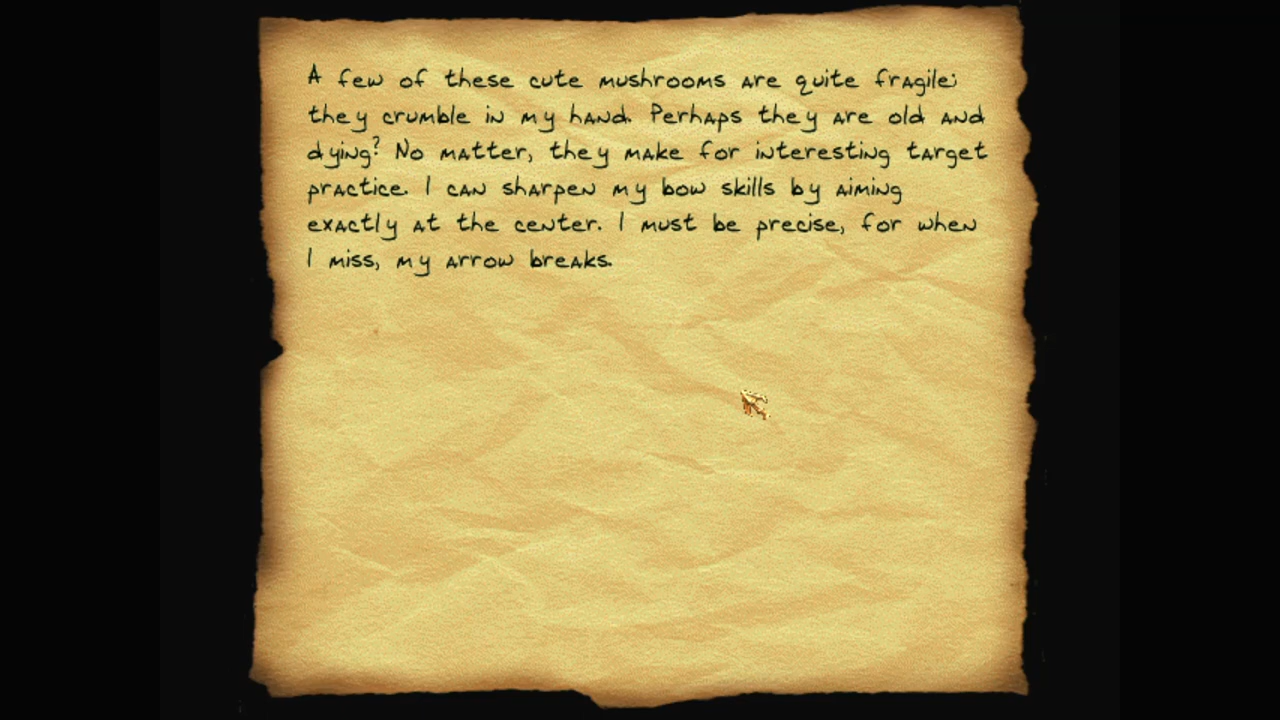 A few of these cute mushrooms are quite fragile;
they crumble in my hand. Perhaps they are old and
dying? No matter, they make for interesting target
practice. I can sharpen my bow skills by aiming
exactly at the center. I must be precise, for when
I miss, my arrow breaks.